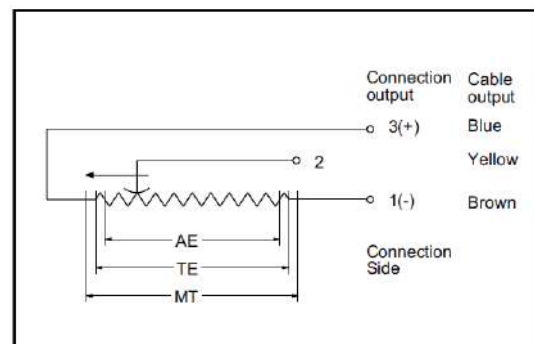 Connection Cable
output output
3(+) Blue
2 Yellow
1(-) Brown
AE
Connection
Side
TE
MT